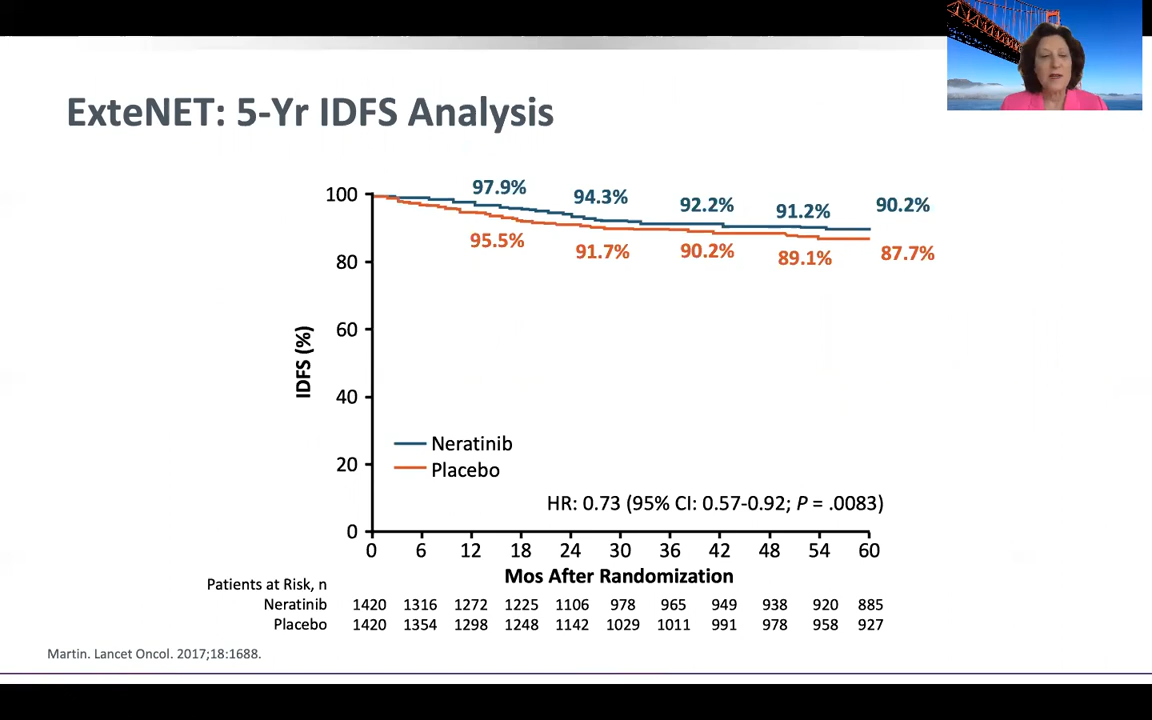 ExteNET: 5-Yr IDFS Analysis
97.9%
94.3%
92.2%
91.2%
90.2%
95.5%
91.7%
90.2%
89.1%
87.7%
100
80
60
40
20
0
IDFS (%)
Neratinib
Placebo
HR: 0.73 (95% CI: 0.57-0.92; P = .0083)
0 6 12 18 24 30 36 42 48 54 60
Mos After Randomization
Patients at Risk, n
Neratinib 1420 1316 1272 1225 1106 978 965 949 938 920 885
Placebo 1420 1354 1298 1248 1142 1029 1011 991 978 958 927
Martin. Lancet Oncol. 2017;18:1688.